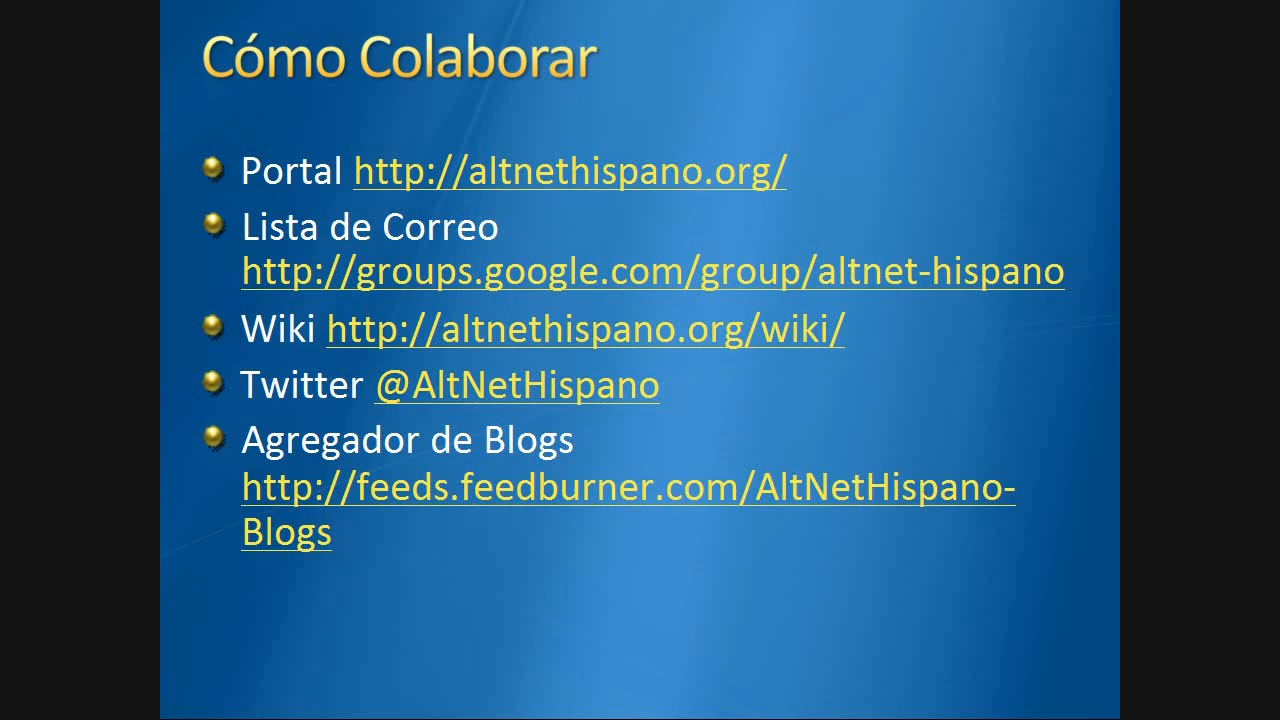 Cómo Colaborar
Portal http://altnethispano.org/
Lista de Correo
http://groups.google.com/group/altnet-hispano
Wiki http://altnethispano.org/wiki/
Twitter @AltNetHispano
Agregador de Blogs
http://feeds.feedburner.com/AltNetHispano-
Blogs